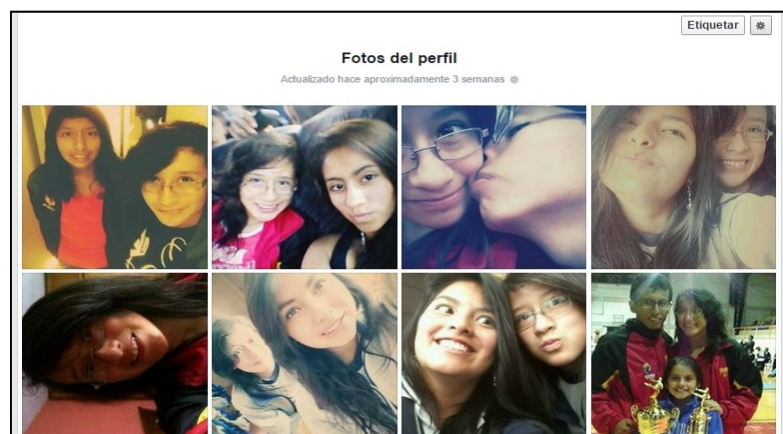 Etiquetar
Fotos del perfil
Actualizado hace aproximadamente 3 semanas